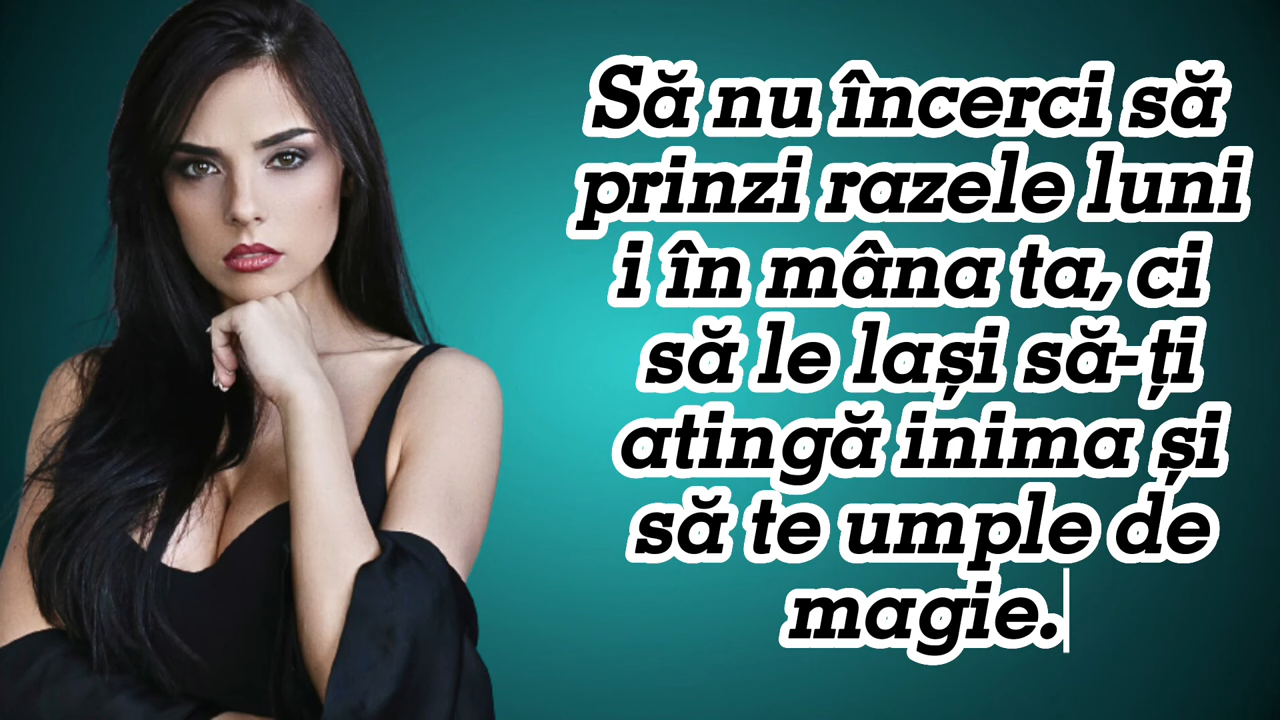 Să nu încerci să
prinzi razele luni
i în mâna ta, ci
să le lași să-ți
atingă inima și
să te umple de
magie.